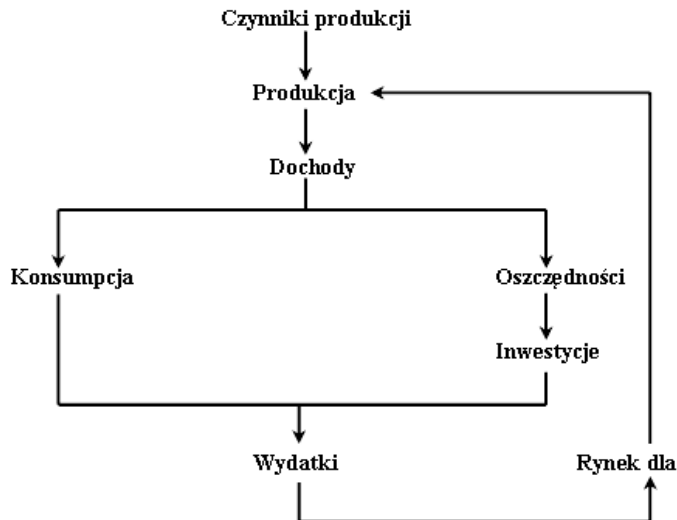 Czynniki produkcji
Produkcja
Dochody
Konsumpcja
Oszczędności
Inwestycje
Wydatki
Rynek dla